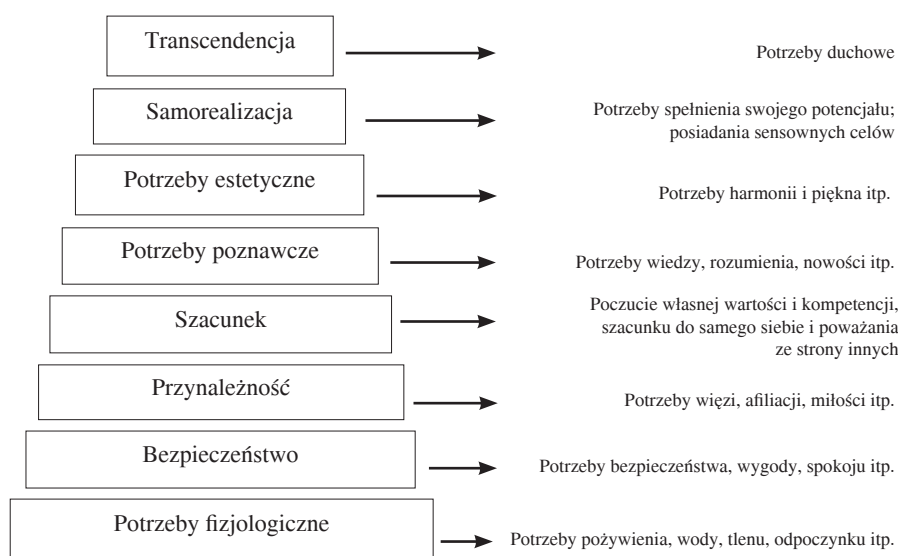 Transcendencja
Potrzeby duchowe
Samorealizacja
Potrzeby spełnienia swojego potencjału;
posiadania sensownych celów
Potrzeby estetyczne
Potrzeby harmonii i piękna itp.
Potrzeby poznawcze
Potrzeby wiedzy, rozumienia, nowości itp.
Szacunek
Poczucie własnej wartości i kompetencji,
szacunku do samego siebie i poważania
ze strony innych
Przynależność
Potrzeby więzi, afiliacji, miłości itp.
Bezpieczeństwo
Potrzeby bezpieczeństwa, wygody, spokoju itp.
Potrzeby fizjologiczne
Potrzeby pożywienia, wody, tlenu, odpoczynku itp.